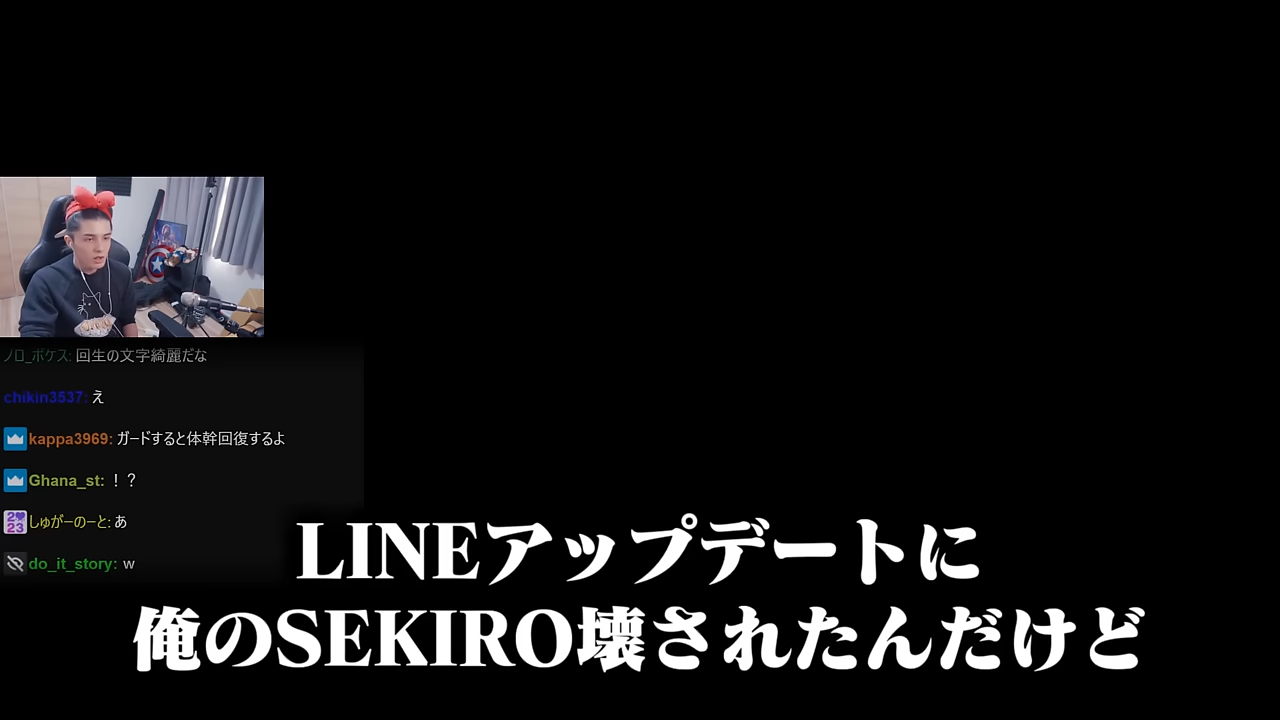 ノロ_ボケス: 回生の文字綺麗だな
chikin3537: え
kappa3969: ガードすると体幹回復するよ
Ghana_st: ！？
2023 しゅがーのーと: あ
do_it_story: w
LINEアップデートに
俺のSEKIRO壊されたんだけど